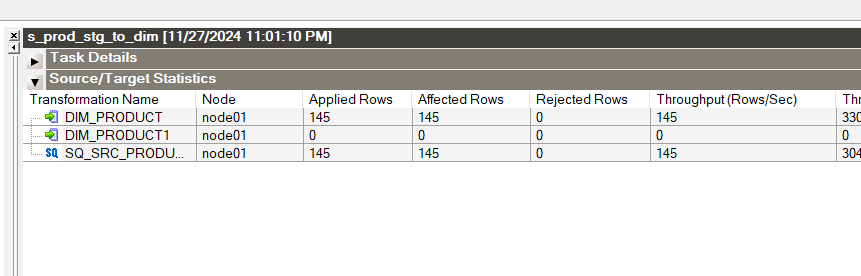 s_prod_stg_to_dim [11/27/2024 11:01:10 PM]
Task Details
Source/Target Statistics
Transformation Name Node Applied Rows Affected Rows Rejected Rows Throughput (Rows/Sec) Thr
DIM_PRODUCT node01 145 145 0 145 330
DIM_PRODUCT1 node01 0 0 0 0 0
SQ SQ_SRC_PRODU... node01 145 145 0 145 304